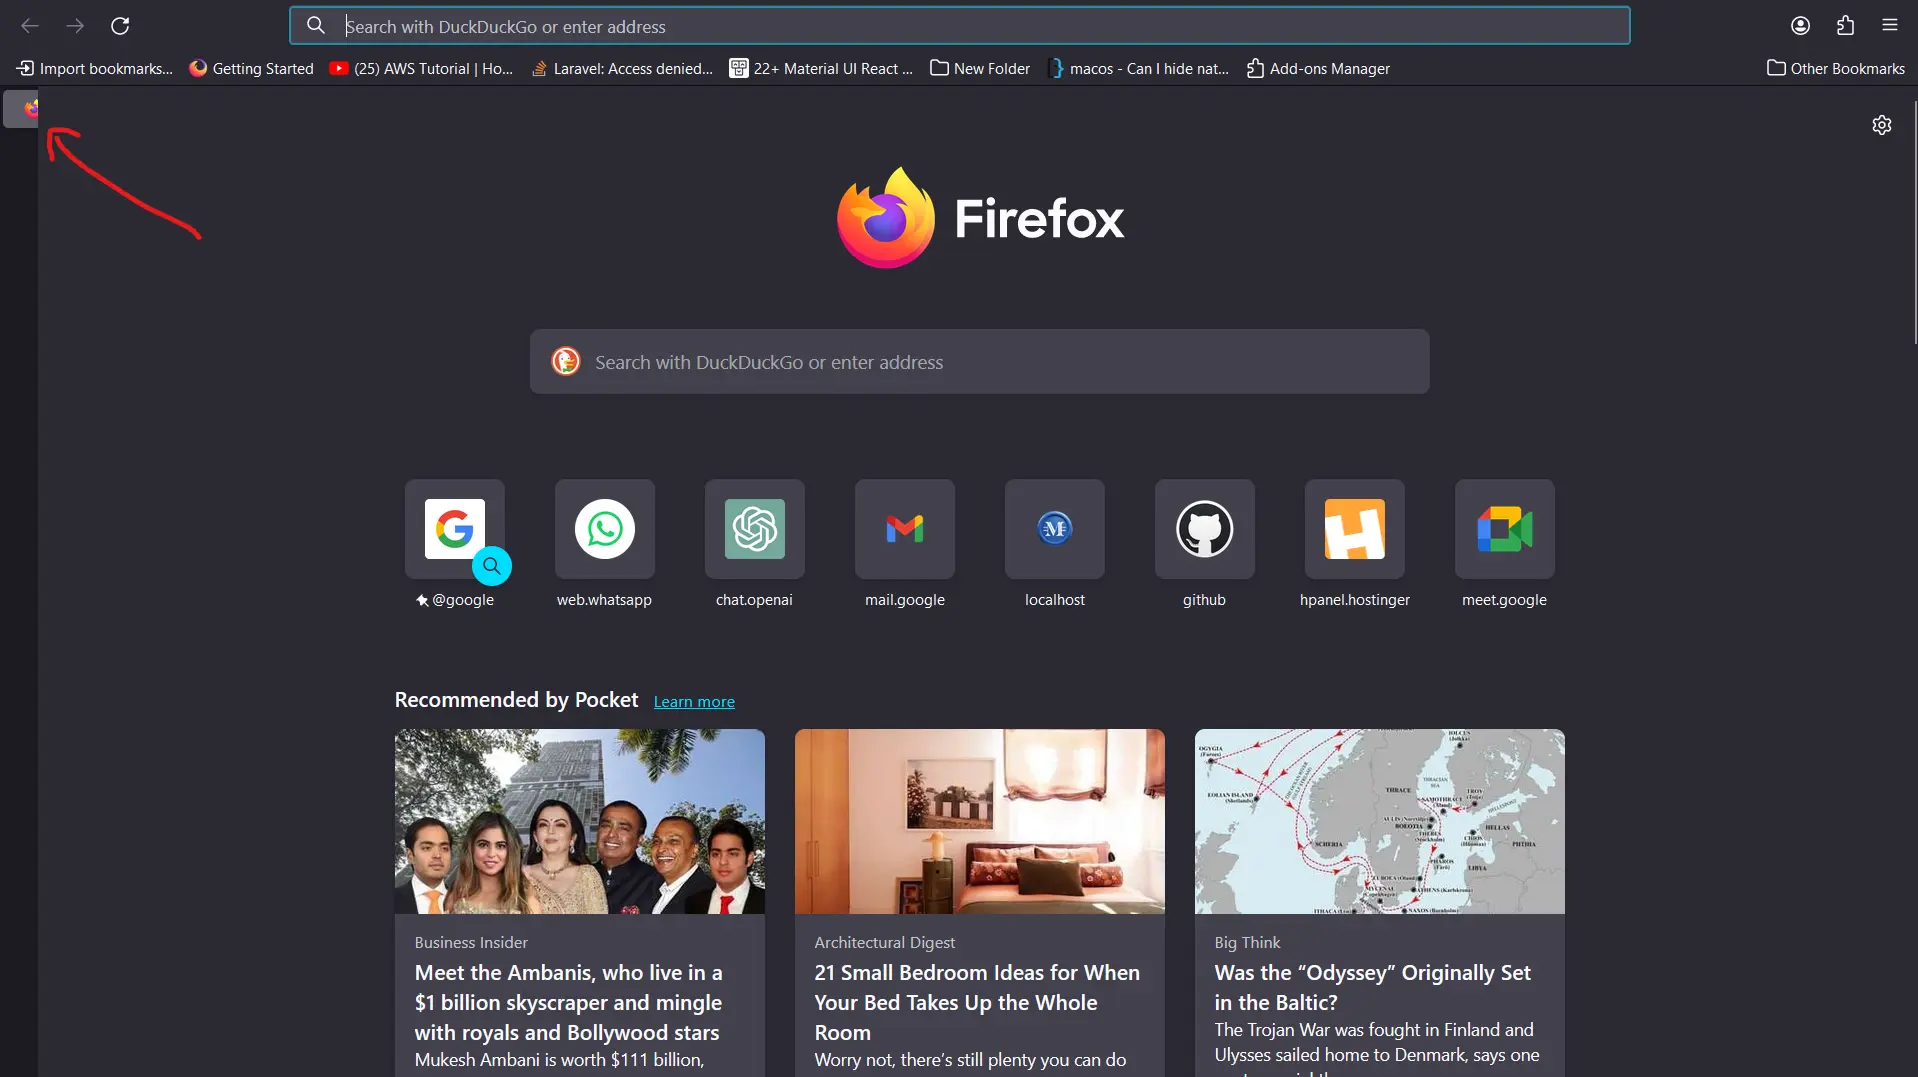 Search with DuckDuckGo or enter address
Import bookmarks... Getting Started (25) AWS Tutorial | Ho... Laravel: Access denied... 22+ Material UI React ... New Folder macos - Can I hide nat... Add-ons Manager Other Bookmarks
Firefox
Search with DuckDuckGo or enter address
@google web.whatsapp chat.openai mail.google localhost github hpanel.hostinger meet.google
Recommended by Pocket Learn more
Business Insider
Meet the Ambanis, who live in a
$1 billion skyscraper and mingle
with royals and Bollywood stars
Mukesh Ambani is worth $111 billion,
Architectural Digest
21 Small Bedroom Ideas for When
Your Bed Takes Up the Whole
Room
Worry not, there’s still plenty you can do
OGYGIA
THRACE
SCHERIA
HELLAS
PHTHIA
LIBYA
Big Think
Was the “Odyssey” Originally Set
in the Baltic?
The Trojan War was fought in Finland and
Ulysses sailed home to Denmark, says one